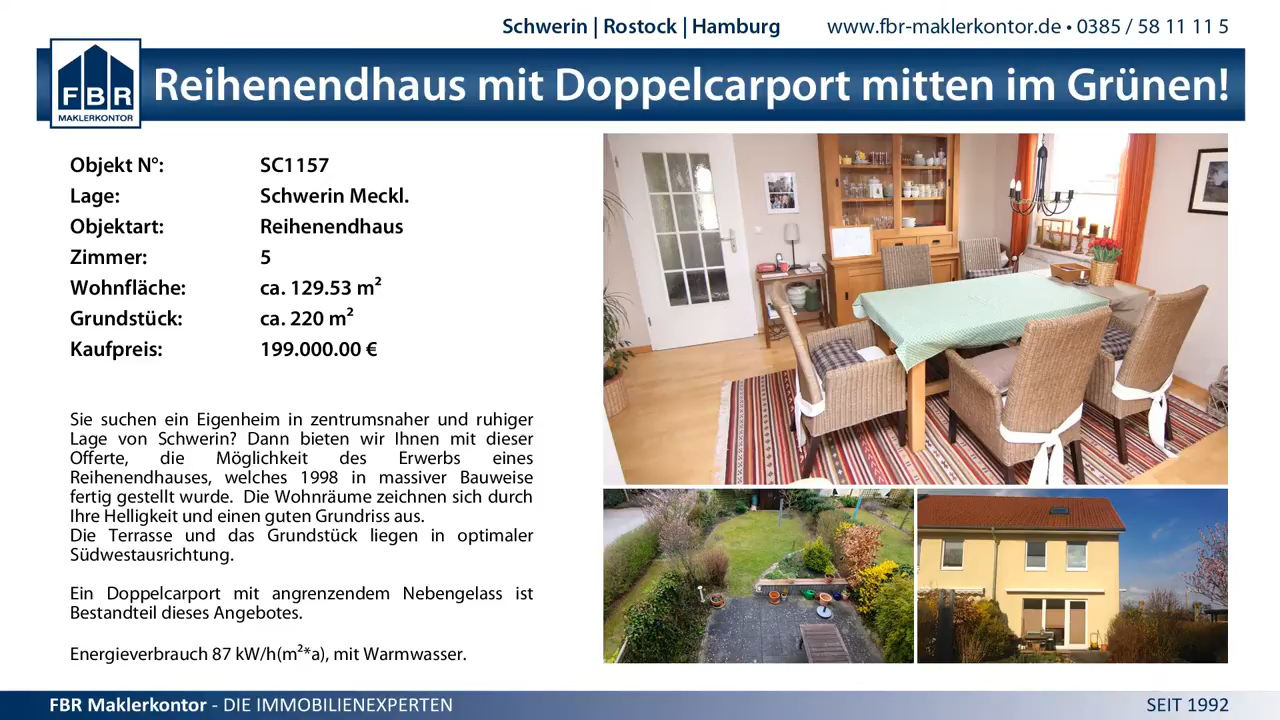 Schwerin | Rostock | Hamburg www.fbr-maklerkontor.de • 0385 / 58 11 11 5
FBR
MAKLERKONTOR
Reihenendhaus mit Doppelcarport mitten im Grünen!
Objekt N°: SC1157
Lage: Schwerin Meckl.
Objektart: Reihenendhaus
Zimmer: 5
Wohnfläche: ca. 129.53 m²
Grundstück: ca. 220 m²
Kaufpreis: 199.000.00 €
Sie suchen ein Eigenheim in zentrumsnaher und ruhiger
Lage von Schwerin? Dann bieten wir Ihnen mit dieser
Offerte, die Möglichkeit des Erwerbs eines
Reihenendhauses, welches 1998 in massiver Bauweise
fertig gestellt wurde. Die Wohnräume zeichnen sich durch
Ihre Helligkeit und einen guten Grundriss aus.
Die Terrasse und das Grundstück liegen in optimaler
Südwestausrichtung.
Ein Doppelcarport mit angrenzendem Nebengelass ist
Bestandteil dieses Angebotes.
Energieverbrauch 87 kW/h(m²*a), mit Warmwasser.
FBR Maklerkontor - DIE IMMOBILIENEXPERTEN SEIT 1992